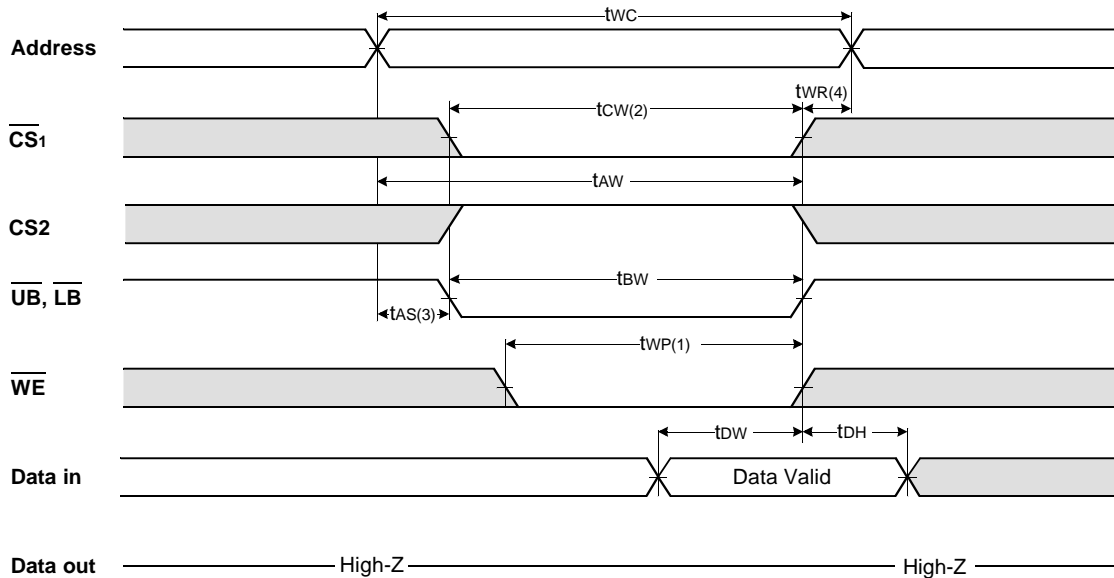 tWC
Address
tWR(4)
tCW(2)
CS1
tAW
CS2
tBW
UB, LB
tAS(3)
tWP(1)
WE
tDW
tDH
Data in
Data Valid
Data out
High-Z
High-Z